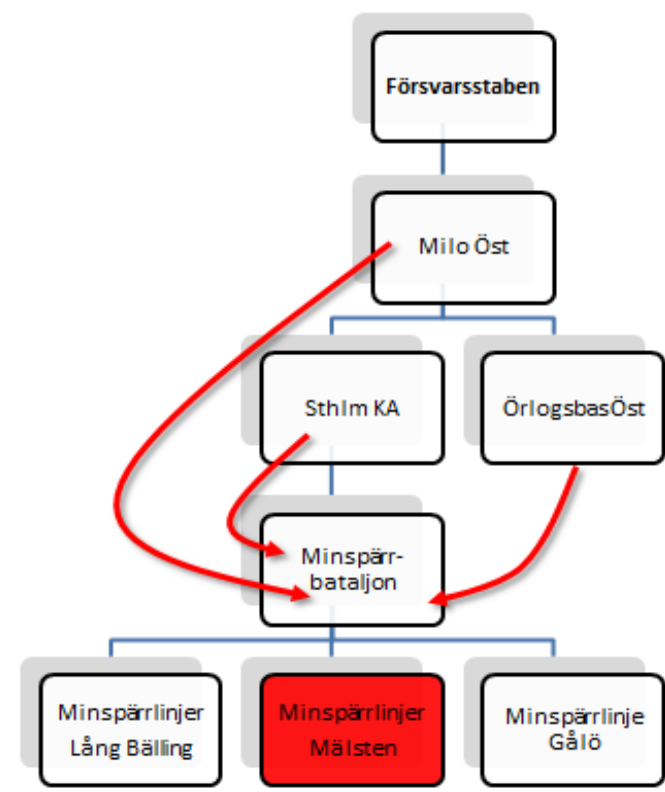 Försvarsstaben
Milo Öst
Sthlm KA
ÖrlogsbasÖst
Minspärr-
bataljon
Minspärrlinjer
Lång Bälling
Minspärrlinjer
Mälsten
Minspärrlinje
Gålö